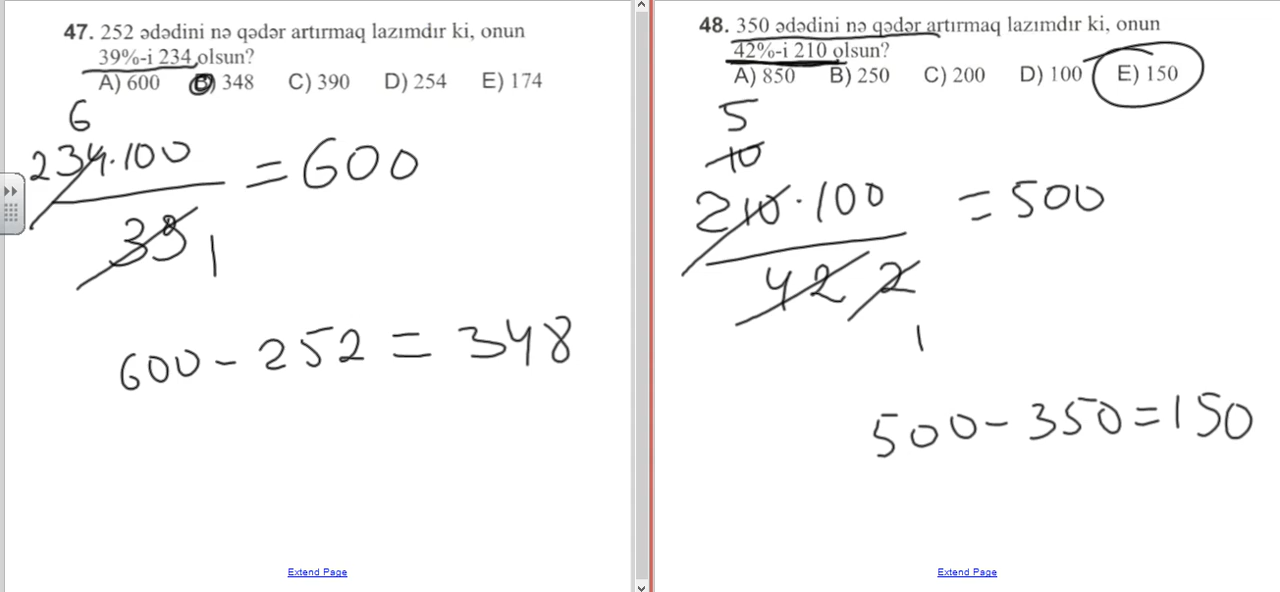 47. 252 ədədini nə qədər artırmaq lazımdır ki, onun
39%-i 234 olsun?
A) 600 B) 348 C) 390 D) 254 E) 174
6
234·100
= 600
39
1
600 - 252 = 348
Extend Page
48. 350 ədədini nə qədər artırmaq lazımdır ki, onun
42%-i 210 olsun?
A) 850 B) 250 C) 200 D) 100 E) 150
5
10
210·100
= 500
42 2
1
500 - 350 = 150
Extend Page